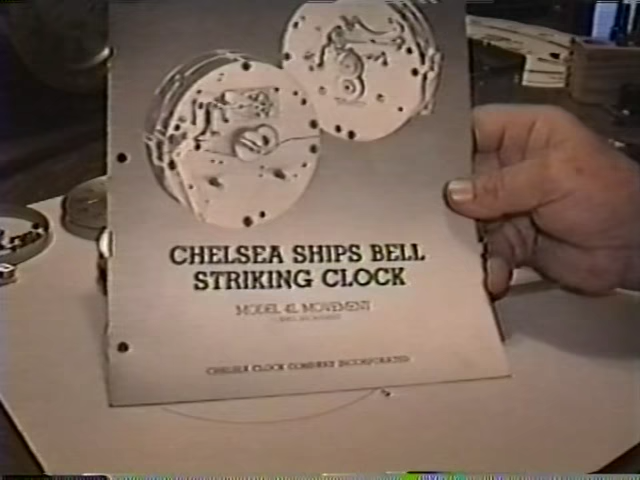 CHELSEA SHIPS BELL
STRIKING CLOCK
MODEL 4L MOVEMENT
CHELSEA CLOCK COMPANY INCORPORATED